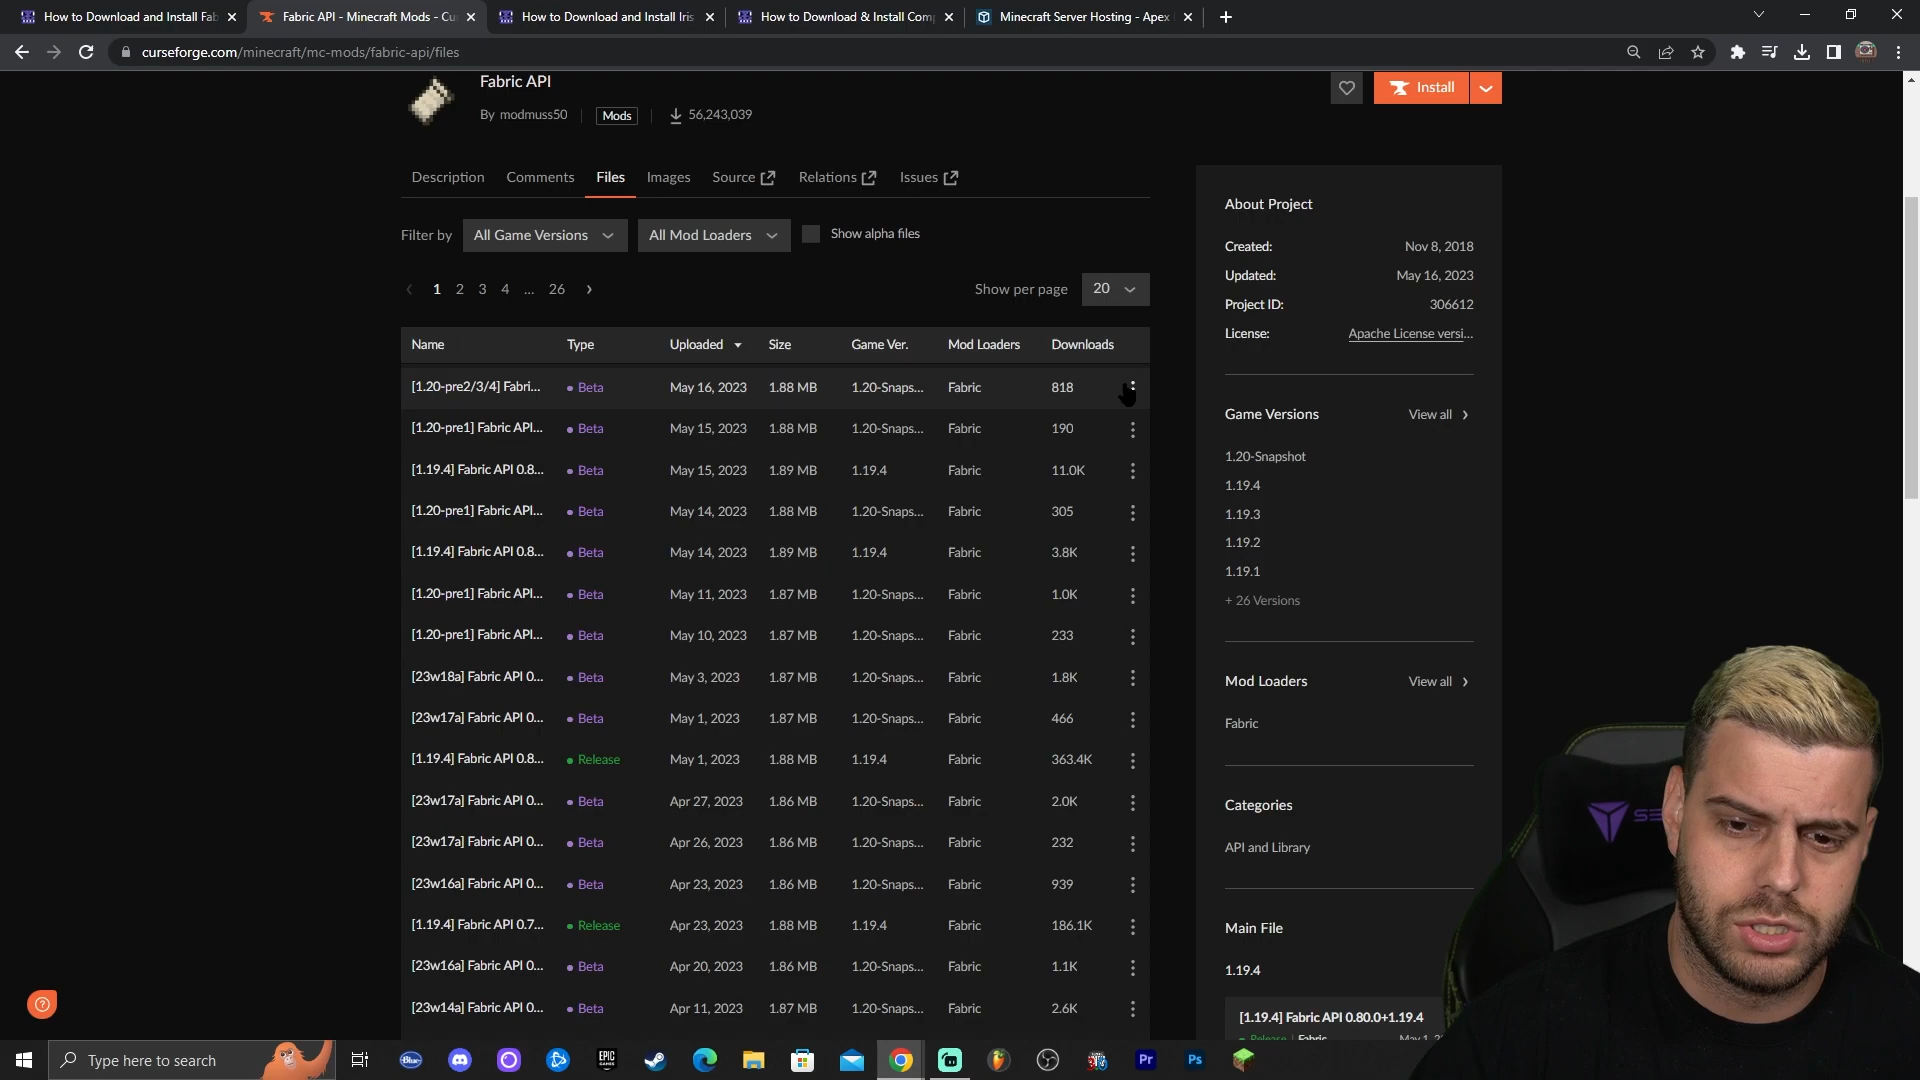 How to Download and Install Fab
Fabric API - Minecraft Mods - Cu
How to Download and Install Iris
How to Download & Install Comp
Minecraft Server Hosting - Apex
curseforge.com/minecraft/mc-mods/fabric-api/files
Fabric API
By modmuss50
Mods
56,243,039
Install
Description Comments Files Images Source Relations Issues
Filter by All Game Versions All Mod Loaders Show alpha files
1 2 3 4 ... 26
Show per page 20
Name Type Uploaded Size Game Ver. Mod Loaders Downloads
[1.20-pre2/3/4] Fabri... Beta May 16, 2023 1.88 MB 1.20-Snaps... Fabric 818
[1.20-pre1] Fabric API... Beta May 15, 2023 1.88 MB 1.20-Snaps... Fabric 190
[1.19.4] Fabric API 0.8... Beta May 15, 2023 1.89 MB 1.19.4 Fabric 11.0K
[1.20-pre1] Fabric API... Beta May 14, 2023 1.88 MB 1.20-Snaps... Fabric 305
[1.19.4] Fabric API 0.8... Beta May 14, 2023 1.89 MB 1.19.4 Fabric 3.8K
[1.20-pre1] Fabric API... Beta May 11, 2023 1.87 MB 1.20-Snaps... Fabric 1.0K
[1.20-pre1] Fabric API... Beta May 10, 2023 1.87 MB 1.20-Snaps... Fabric 233
[23w18a] Fabric API 0... Beta May 3, 2023 1.87 MB 1.20-Snaps... Fabric 1.8K
[23w17a] Fabric API 0... Beta May 1, 2023 1.87 MB 1.20-Snaps... Fabric 466
[1.19.4] Fabric API 0.8... Release May 1, 2023 1.88 MB 1.19.4 Fabric 363.4K
[23w17a] Fabric API 0... Beta Apr 27, 2023 1.86 MB 1.20-Snaps... Fabric 2.0K
[23w17a] Fabric API 0... Beta Apr 26, 2023 1.86 MB 1.20-Snaps... Fabric 232
[23w16a] Fabric API 0... Beta Apr 23, 2023 1.86 MB 1.20-Snaps... Fabric 939
[1.19.4] Fabric API 0.7... Release Apr 23, 2023 1.88 MB 1.19.4 Fabric 186.1K
[23w16a] Fabric API 0... Beta Apr 20, 2023 1.86 MB 1.20-Snaps... Fabric 1.1K
[23w14a] Fabric API 0... Beta Apr 11, 2023 1.87 MB 1.20-Snaps... Fabric 2.6K
About Project
Created: Nov 8, 2018
Updated: May 16, 2023
Project ID: 306612
License: Apache License versi...
Game Versions View all
1.20-Snapshot
1.19.4
1.19.3
1.19.2
1.19.1
+ 26 Versions
Mod Loaders View all
Fabric
Categories
API and Library
Main File
1.19.4
[1.19.4] Fabric API 0.80.0+1.19.4
Release Fabric May 1, 2
SE
Type here to search
Blue
EPIC GAMES
Pr
Ps